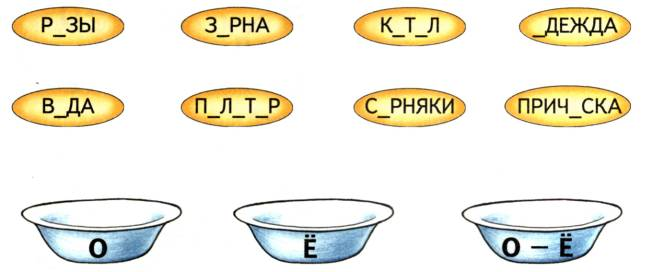 Р_ЗЫ З_РНА К_Т_Л _ДЕЖДА
В_ДА П_Л_Т_Р С_РНЯКИ ПРИЧ_СКА
О Ё О – Ё